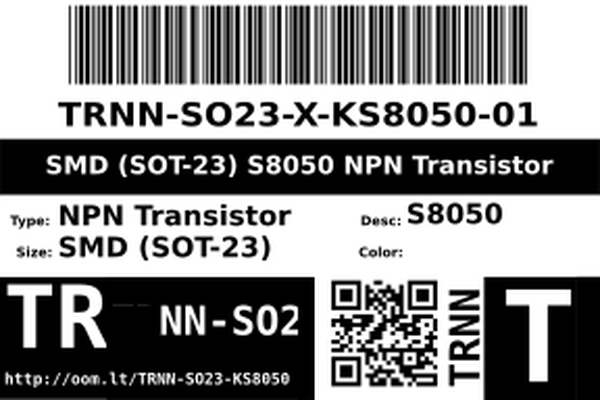 TRNN-SO23-X-KS8050-01
SMD (SOT-23) S8050 NPN Transistor
Type: NPN Transistor
Desc: S8050
Size: SMD (SOT-23)
Color:
TR NN-S02
TRNN
T
http://oom.lt/TRNN-SO23-KS8050